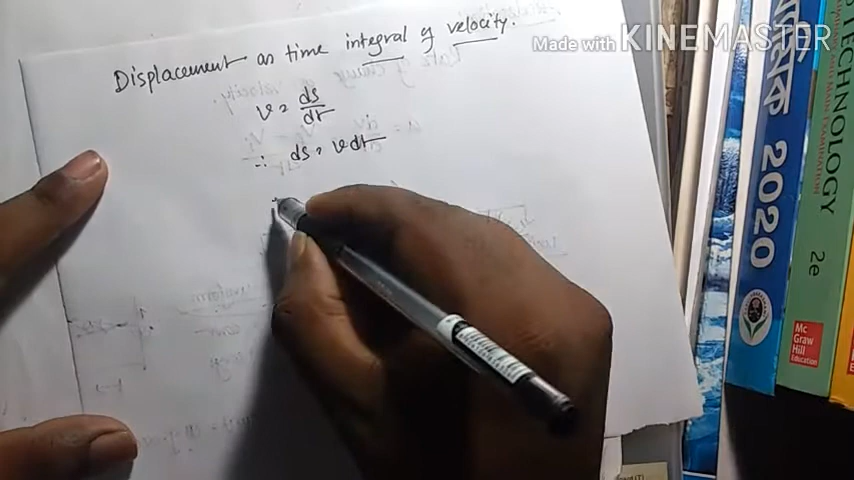 Made with KINEMASTER
Displacement as time integral of velocity.
v = ds/dt
∴ ds = v dt
2020
TECHNOLOGY
2e
Mc
Graw
Hill
Education